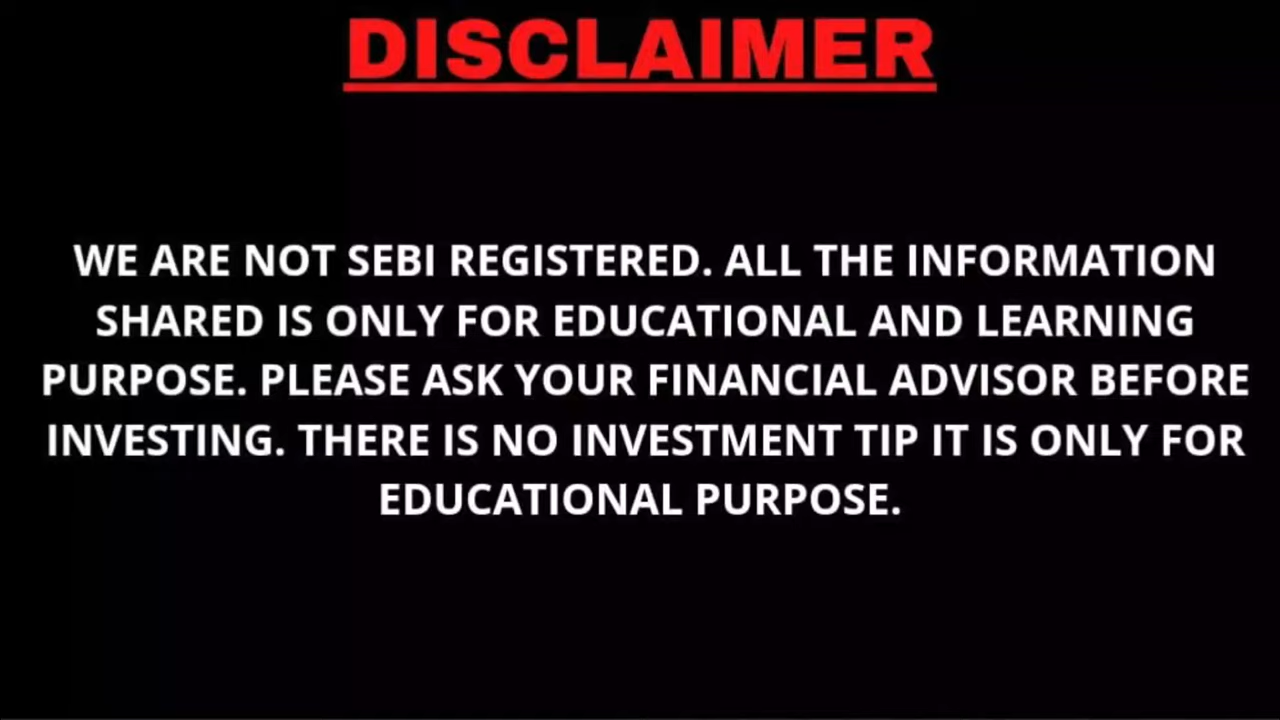 DISCLAIMER
WE ARE NOT SEBI REGISTERED. ALL THE INFORMATION
SHARED IS ONLY FOR EDUCATIONAL AND LEARNING
PURPOSE. PLEASE ASK YOUR FINANCIAL ADVISOR BEFORE
INVESTING. THERE IS NO INVESTMENT TIP IT IS ONLY FOR
EDUCATIONAL PURPOSE.